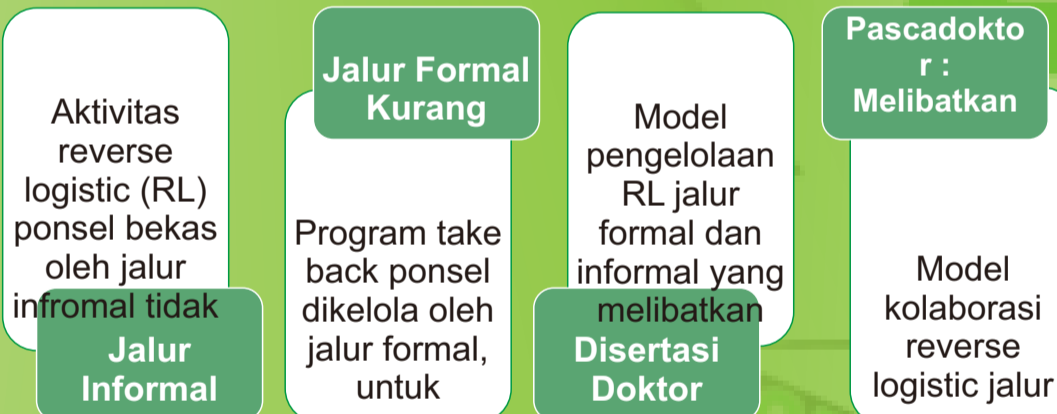 Aktivitas
reverse
logistic (RL)
ponsel bekas
oleh jalur
infromal tidak
Jalur
Informal
Jalur Formal
Kurang
Program take
back ponsel
dikelola oleh
jalur formal,
untuk
Model
pengelolaan
RL jalur
formal dan
informal yang
melibatkan
Disertasi
Doktor
Pascadokto
r :
Melibatkan
Model
kolaborasi
reverse
logistic jalur